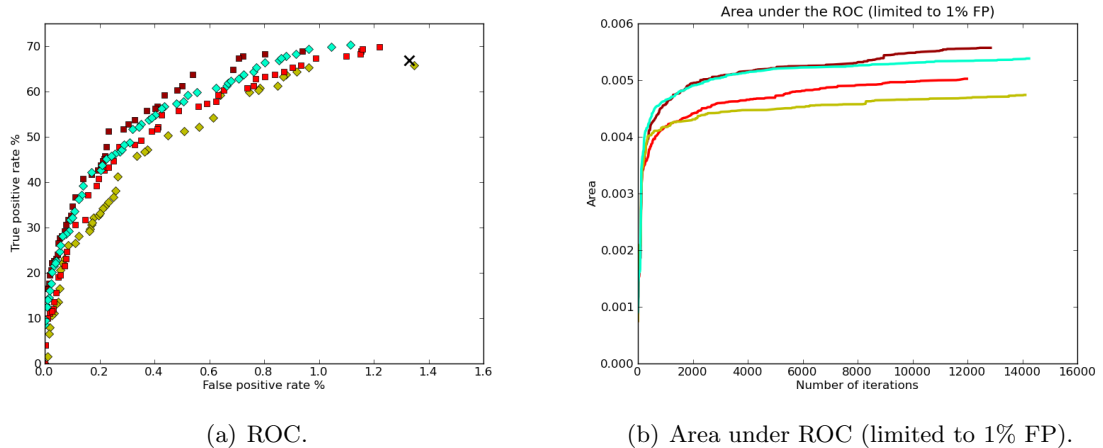 70
60
50
40
30
20
10
0
True positive rate %
0.0 0.2 0.4 0.6 0.8 1.0 1.2 1.4 1.6
False positive rate %
(a) ROC.
Area under the ROC (limited to 1% FP)
0.006
0.005
0.004
0.003
0.002
0.001
0.000
Area
0 2000 4000 6000 8000 10000 12000 14000 16000
Number of iterations
(b) Area under ROC (limited to 1% FP).